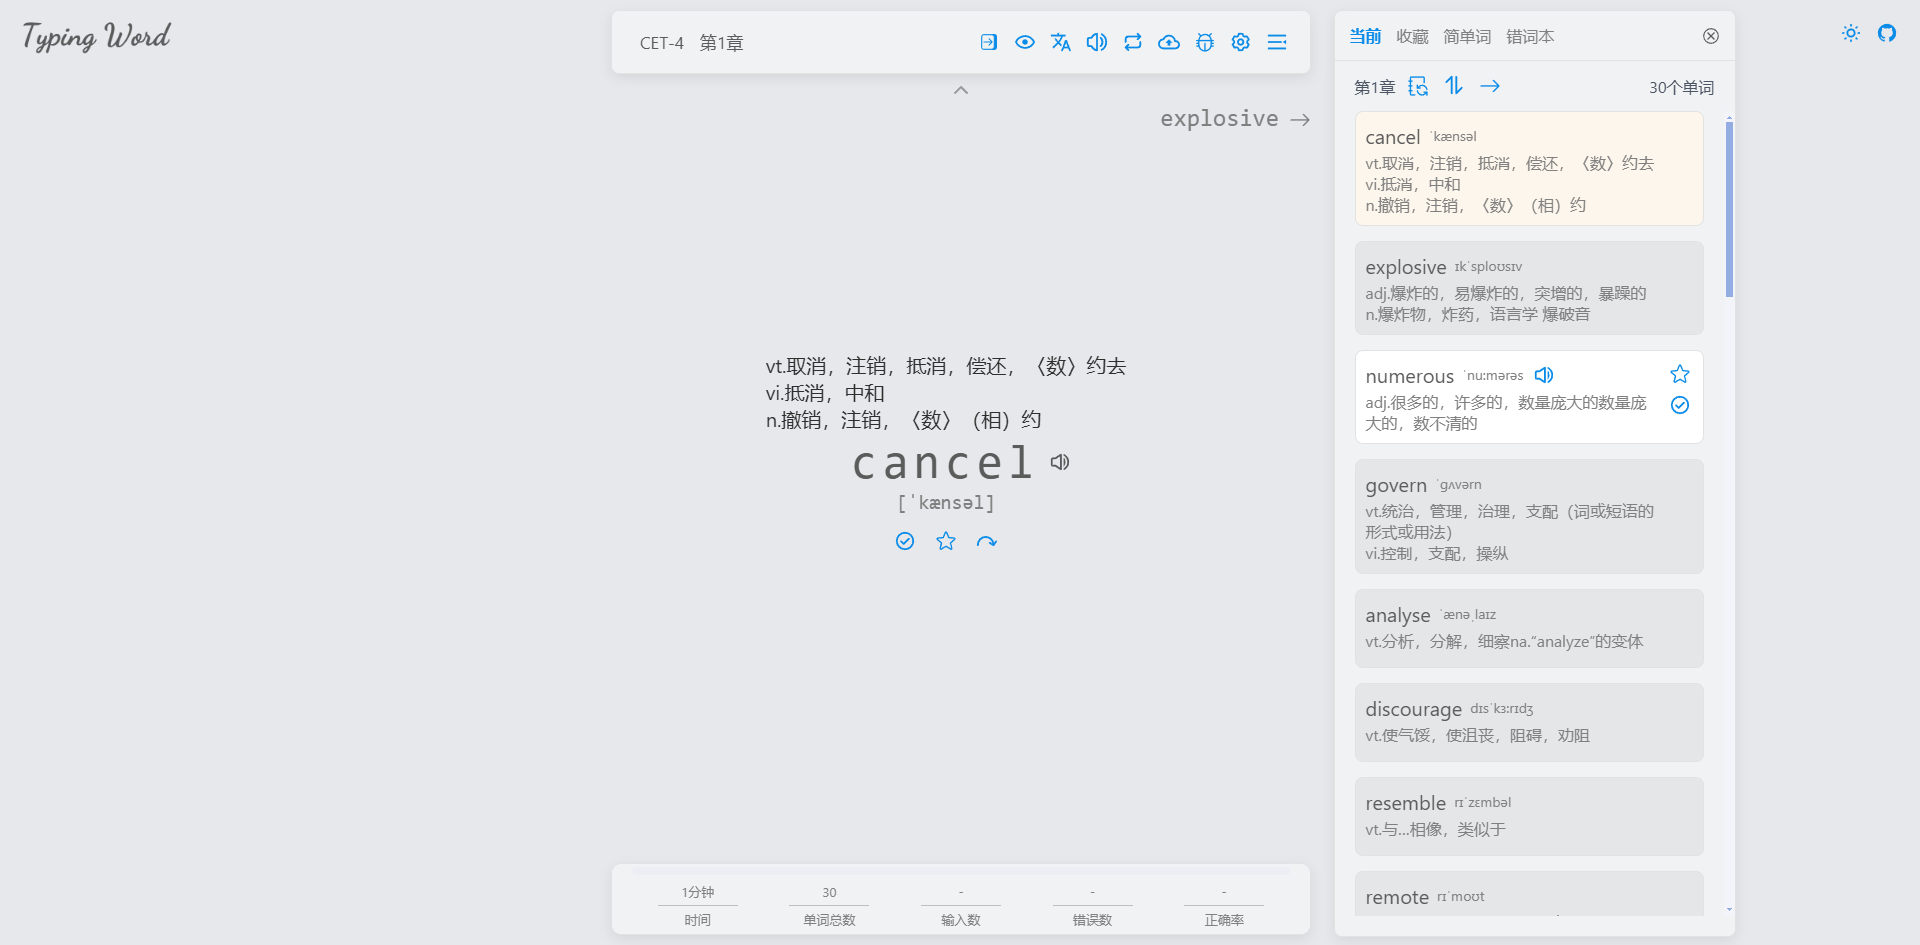 Typing Word
CET-4 第1章
explosive
vt.取消，注销，抵消，偿还，〈数〉约去
vi.抵消，中和
n.撤销，注销，〈数〉（相）约
cancel
[ˈkænsəl]
1分钟 30 - - -
时间 单词总数 输入数 错误数 正确率
当前 收藏 简单词 错词本
第1章 30个单词
cancel ˈkænsəl
vt.取消，注销，抵消，偿还，〈数〉约去
vi.抵消，中和
n.撤销，注销，〈数〉（相）约
explosive ɪkˈsploʊsɪv
adj.爆炸的，易爆炸的，突增的，暴躁的
n.爆炸物，炸药，语言学 爆破音
numerous ˈnuːmərəs
adj.很多的，许多的，数量庞大的数量庞
大的，数不清的
govern ˈɡʌvərn
vt.统治，管理，治理，支配（词或短语的
形式或用法）
vi.控制，支配，操纵
analyse ˈænəˌlaɪz
vt.分析，分解，细察na.“analyze”的变体
discourage dɪsˈkɜːrɪdʒ
vt.使气馁，使沮丧，阻碍，劝阻
resemble rɪˈzɛmbəl
vt.与...相像，类似于
remote rɪˈmoʊt